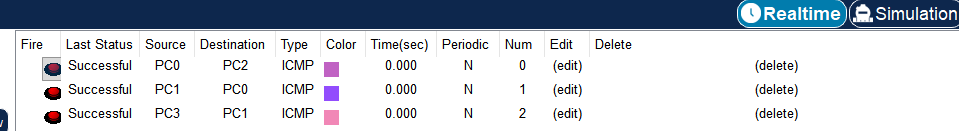 Realtime Simulation
Fire Last Status Source Destination Type Color Time(sec) Periodic Num Edit Delete
Successful PC0 PC2 ICMP 0.000 N 0 (edit) (delete)
Successful PC1 PC0 ICMP 0.000 N 1 (edit) (delete)
Successful PC3 PC1 ICMP 0.000 N 2 (edit) (delete)